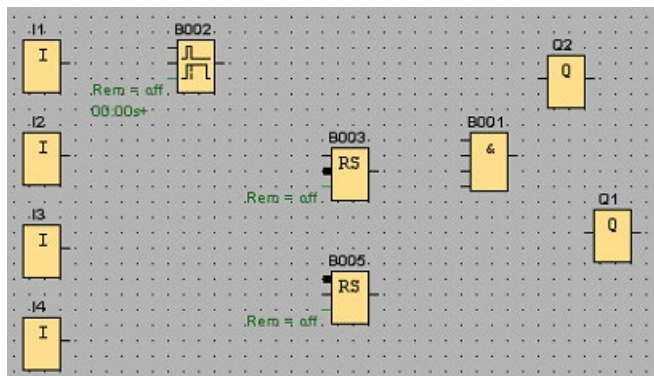 I1
I
B002
Rem = off
00:00s+
Q2
Q
I2
I
B003
RS
Rem = off
B001
&
I3
I
Q1
Q
B005
RS
Rem = off
I4
I